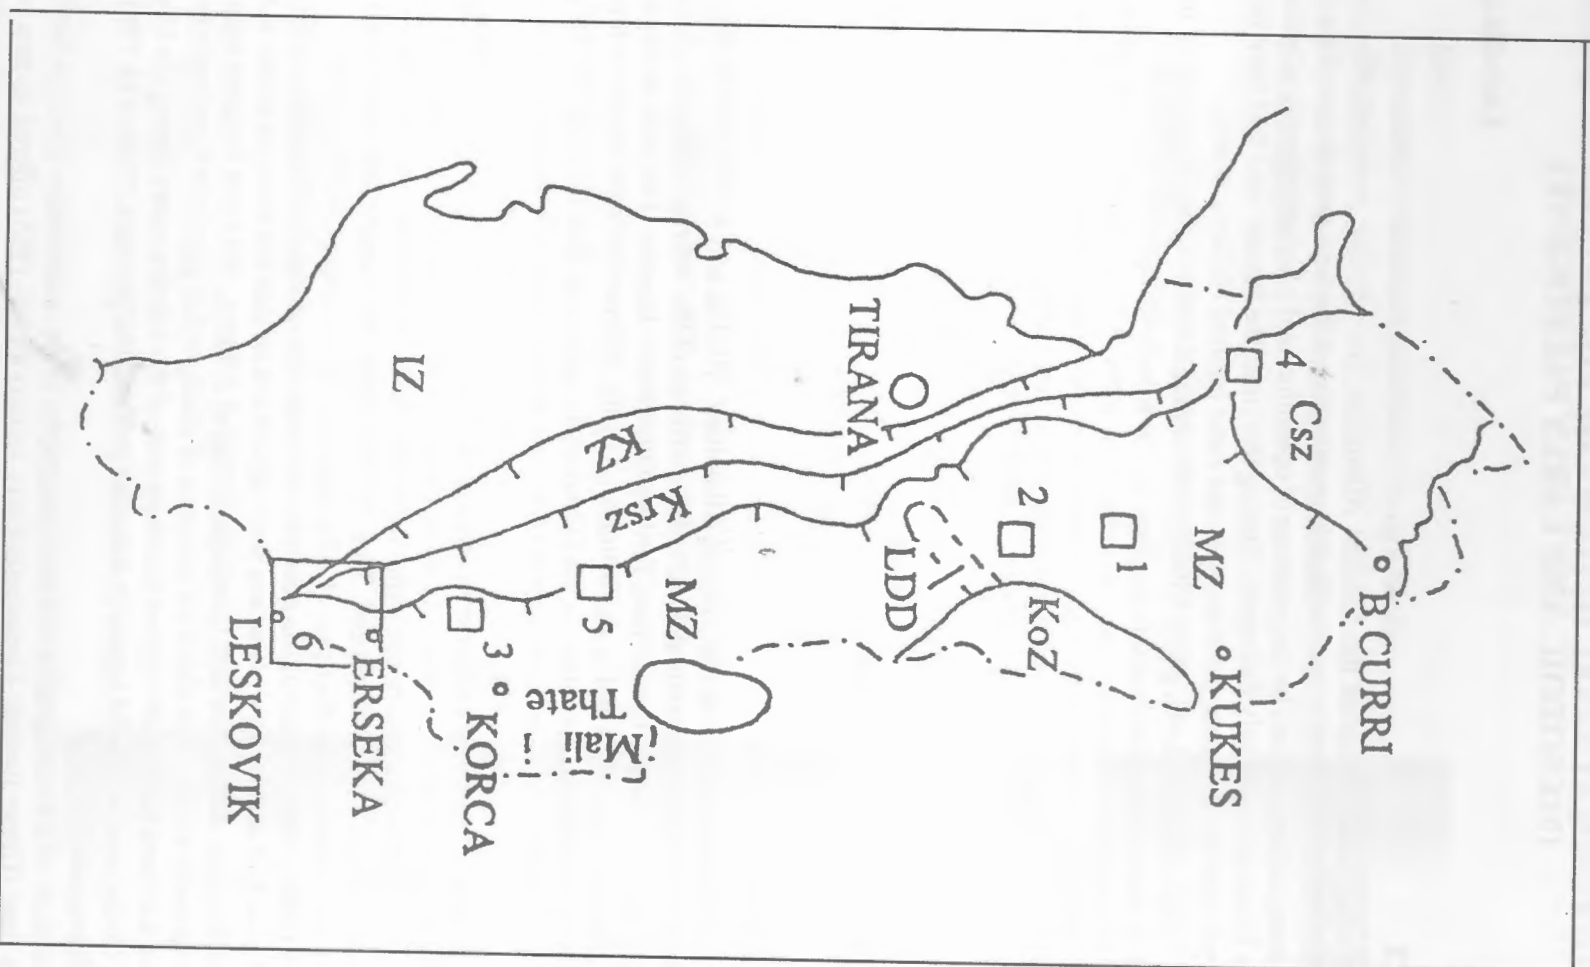 4
Csz
B.CURRI
MZ
KUKES
1
2
KoZ
LDD
TIRANA
MZ
5
KZ
Krsz
IZ
Mali i
Thate
3
KORCA
6
ERSEKA
LESKOVIK